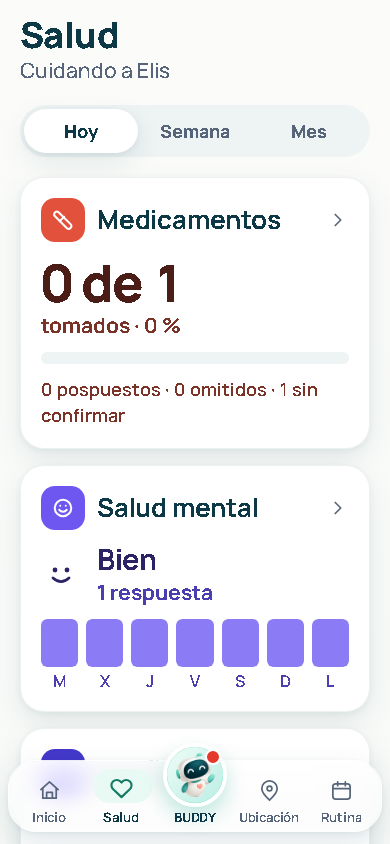 Salud
Cuidando a Elis
Hoy Semana Mes
Medicamentos
0 de 1
tomados · 0 %
0 pospuestos · 0 omitidos · 1 sin
confirmar
Salud mental
Bien
1 respuesta
M X J V S D L
Inicio Salud BUDDY Ubicación Rutina